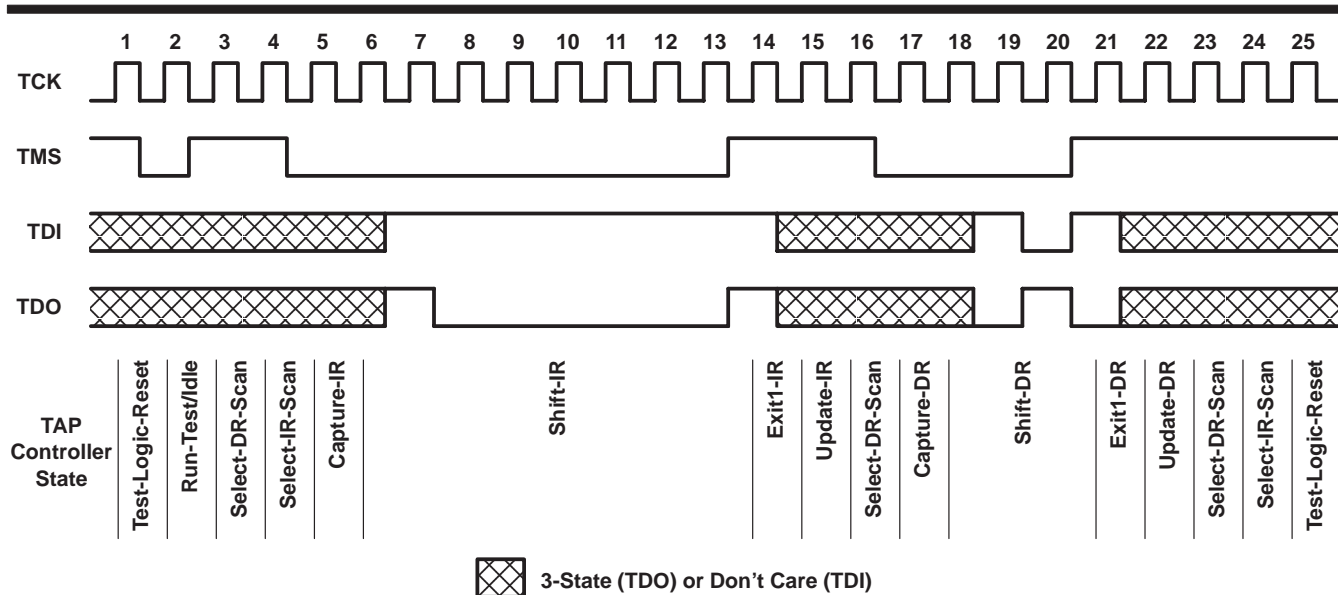 1 2 3 4 5 6 7 8 9 10 11 12 13 14 15 16 17 18 19 20 21 22 23 24 25
TCK
TMS
TDI
TDO
TAP
Controller
State
Test-Logic-Reset
Run-Test/Idle
Select-DR-Scan
Select-IR-Scan
Capture-IR
Shift-IR
Exit1-IR
Update-IR
Select-DR-Scan
Capture-DR
Shift-DR
Exit1-DR
Update-DR
Select-DR-Scan
Select-IR-Scan
Test-Logic-Reset
3-State (TDO) or Don't Care (TDI)